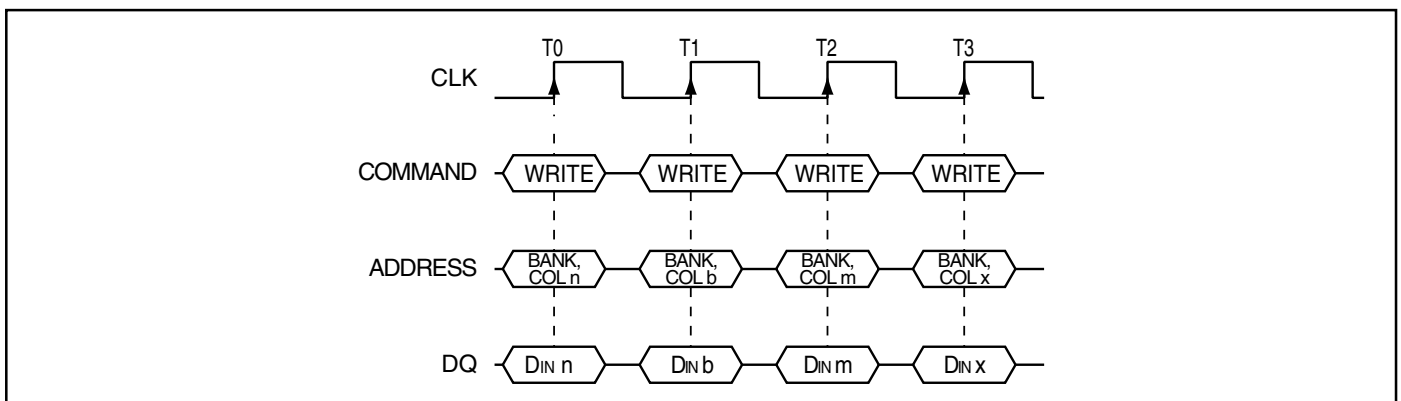 T0 T1 T2 T3
CLK
COMMAND WRITE WRITE WRITE WRITE
ADDRESS BANK, COL n BANK, COL b BANK, COL m BANK, COL x
DQ DIN n DIN b DIN m DIN x